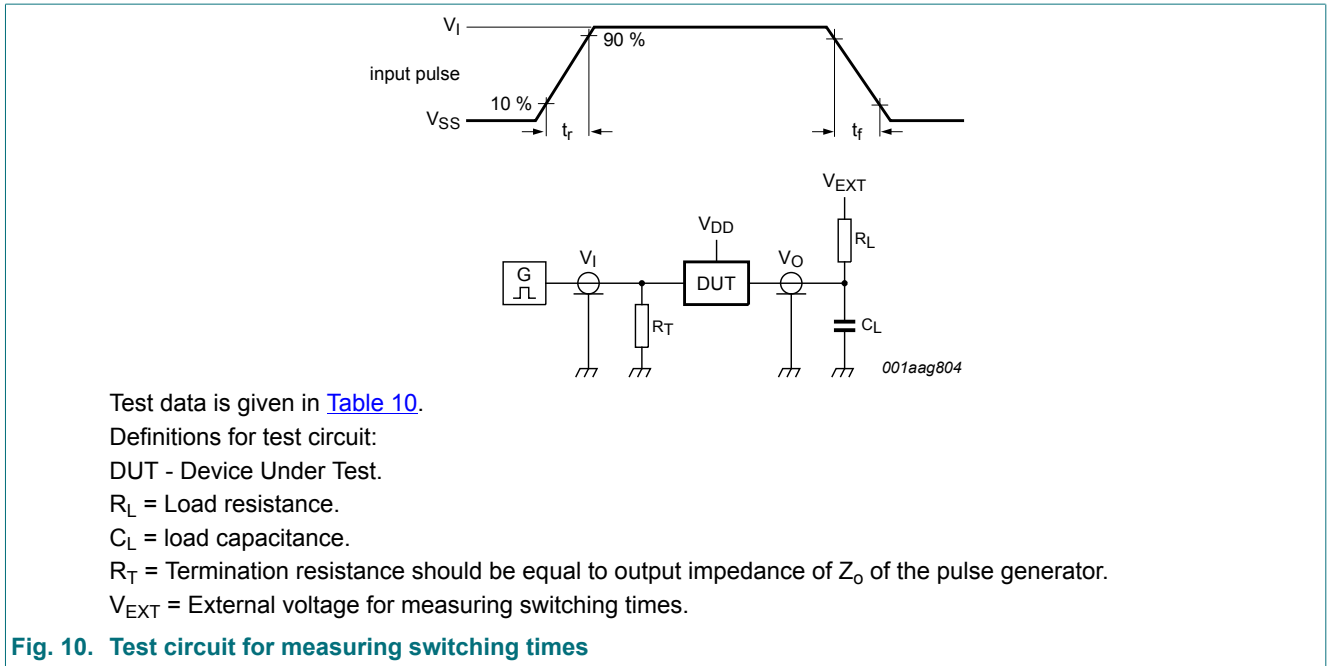 V_I
90 %
input pulse
10 %
V_SS
t_r
t_f
V_EXT
R_L
V_DD
G
V_I
DUT
V_O
R_T
C_L
001aag804
Test data is given in Table 10.
Definitions for test circuit:
DUT - Device Under Test.
R_L = Load resistance.
C_L = load capacitance.
R_T = Termination resistance should be equal to output impedance of Z_o of the pulse generator.
V_EXT = External voltage for measuring switching times.
Fig. 10. Test circuit for measuring switching times